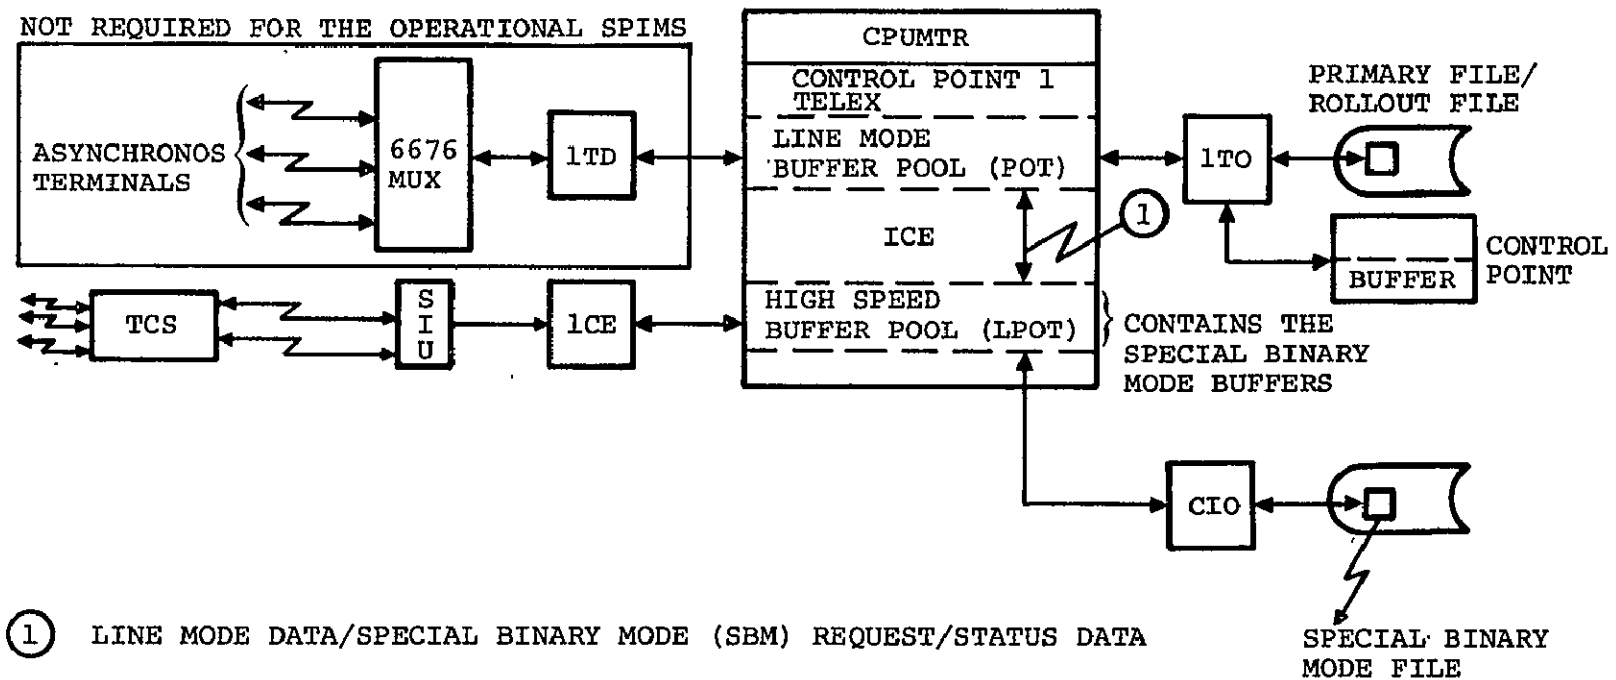 NOT REQUIRED FOR THE OPERATIONAL SPIMS
ASYNCHRONOS
TERMINALS
6676
MUX
1TD
CPUMTR
CONTROL POINT 1
TELEX
LINE MODE
BUFFER POOL (POT)
ICE
HIGH SPEED
BUFFER POOL (LPOT)
1
1TO
PRIMARY FILE/
ROLLOUT FILE
BUFFER
CONTROL
POINT
TCS
S
I
U
1CE
CONTAINS THE
SPECIAL BINARY
MODE BUFFERS
CIO
SPECIAL BINARY
MODE FILE
1 LINE MODE DATA/SPECIAL BINARY MODE (SBM) REQUEST/STATUS DATA